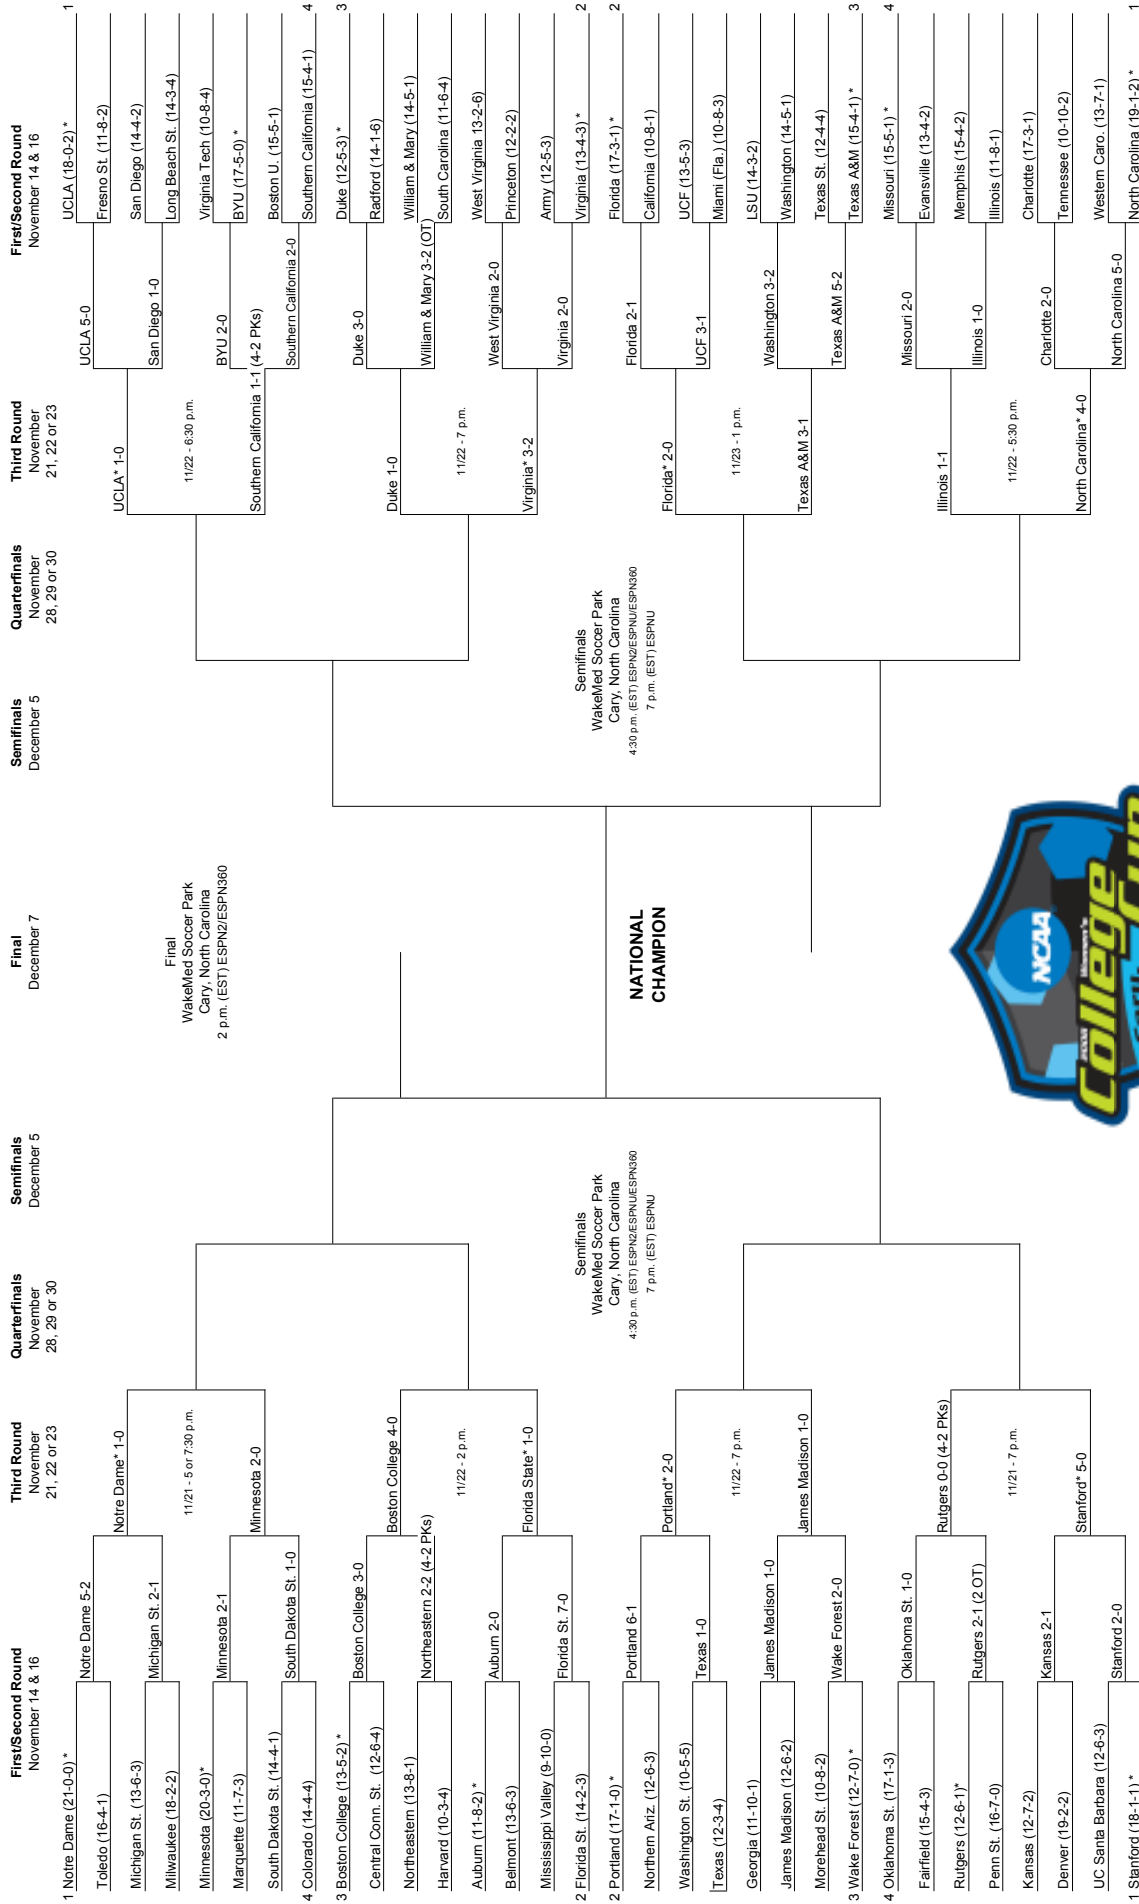 First/Second Round
November 14 & 16
Third Round
November
21, 22 or 23
Quarterfinals
November
28, 29 or 30
Semifinals
December 5
Final
December 7
Semifinals
December 5
Quarterfinals
November
28, 29 or 30
Third Round
November
21, 22 or 23
First/Second Round
November 14 & 16
1 Notre Dame (21-0-0) *
Toledo (16-4-1)
Michigan St. (13-6-3)
Milwaukee (18-2-2)
Minnesota (20-3-0)*
Marquette (11-7-3)
South Dakota St. (14-4-1)
4 Colorado (14-4-4)
3 Boston College (13-5-2) *
Central Conn. St. (12-6-4)
Northeastern (13-8-1)
Harvard (10-3-4)
Auburn (11-8-2) *
Belmont (13-6-3)
Mississippi Valley (9-10-0)
2 Florida St. (14-2-3)
2 Portland (17-1-0) *
Northern Ariz. (12-6-3)
Washington St. (10-5-5)
Texas (12-3-4)
Georgia (11-10-1)
James Madison (12-6-2)
Morehead St. (10-8-2)
3 Wake Forest (12-7-0) *
4 Oklahoma St. (17-1-3)
Fairfield (15-4-3)
Rutgers (12-6-1)*
Penn St. (16-7-0)
Kansas (12-7-2)
Denver (19-2-2)
UC Santa Barbara (12-6-3)
1 Stanford (18-1-1) *
Notre Dame 5-2
Michigan St. 2-1
Minnesota 2-1
South Dakota St. 1-0
Boston College 3-0
Northeastern 2-2 (4-2 PKs)
Auburn 2-0
Florida St. 7-0
Portland 6-1
Texas 1-0
James Madison 1-0
Wake Forest 2-0
Oklahoma St. 1-0
Rutgers 2-1 (2 OT)
Kansas 2-1
Stanford 2-0
Notre Dame* 1-0
11/21 - 5 or 7:30 p.m.
Minnesota 2-0
Boston College 4-0
11/22 - 2 p.m.
Florida State* 1-0
Portland* 2-0
11/22 - 7 p.m.
James Madison 1-0
Rutgers 0-0 (4-2 PKs)
11/21 - 7 p.m.
Stanford* 5-0
Semifinals
WakeMed Soccer Park
Cary, North Carolina
4:30 p.m. (EST) ESPN2/ESPNU/ESPN360
7 p.m. (EST) ESPNU
Final
WakeMed Soccer Park
Cary, North Carolina
2 p.m. (EST) ESPN2/ESPN360
NATIONAL
CHAMPION
NCAA
2008 Women's
College
Cup
Semifinals
WakeMed Soccer Park
Cary, North Carolina
4:30 p.m. (EST) ESPN2/ESPNU/ESPN360
7 p.m. (EST) ESPNU
UCLA* 1-0
11/22 - 6:30 p.m.
Southern California 1-1 (4-2 PKs)
Duke 1-0
11/22 - 7 p.m.
Virginia* 3-2
Florida* 2-0
11/23 - 1 p.m.
Texas A&M 3-1
Illinois 1-1
11/22 - 5:30 p.m.
North Carolina* 4-0
UCLA 5-0
San Diego 1-0
BYU 2-0
Southern California 2-0
Duke 3-0
William & Mary 3-2 (OT)
West Virginia 2-0
Virginia 2-0
Florida 2-1
UCF 3-1
Washington 3-2
Texas A&M 5-2
Missouri 2-0
Illinois 1-0
Charlotte 2-0
North Carolina 5-0
UCLA (18-0-2) * 1
Fresno St. (11-8-2)
San Diego (14-4-2)
Long Beach St. (14-3-4)
Virginia Tech (10-8-4)
BYU (17-5-0) *
Boston U. (15-5-1)
Southern California (15-4-1) 4
Duke (12-5-3) * 3
Radford (14-1-6)
William & Mary (14-5-1)
South Carolina (11-6-4)
West Virginia 13-2-6)
Princeton (12-2-2)
Army (12-5-3)
Virginia (13-4-3) * 2
Florida (17-3-1) * 2
California (10-8-1)
UCF (13-5-3)
Miami (Fla.) (10-8-3)
LSU (14-3-2)
Washington (14-5-1)
Texas St. (12-4-4)
Texas A&M (15-4-1) * 3
Missouri (15-5-1) * 4
Evansville (13-4-2)
Memphis (15-4-2)
Illinois (11-8-1)
Charlotte (17-3-1)
Tennessee (10-10-2)
Western Caro. (13-7-1)
North Carolina (19-1-2) * 1